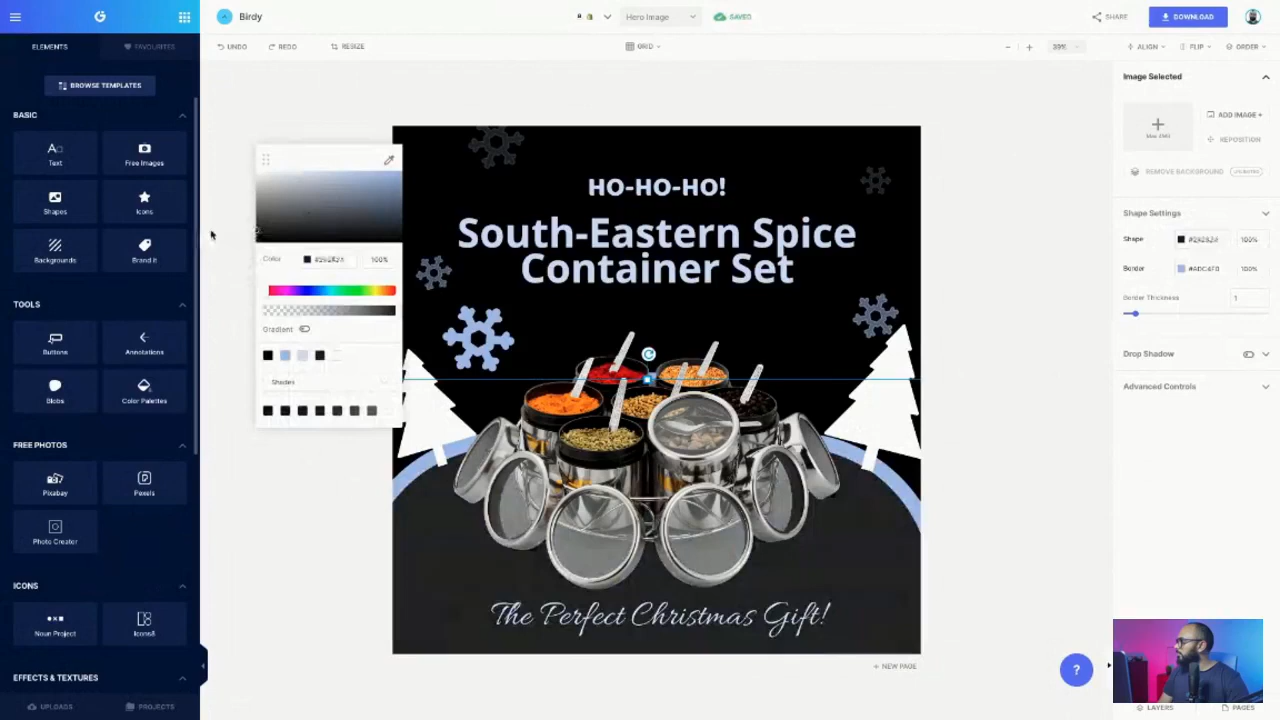 Birdy
Hero Image
SAVED
SHARE
DOWNLOAD
ELEMENTS
FAVOURITES
UNDO
REDO
RESIZE
GRID
39%
ALIGN
FLIP
ORDER
BROWSE TEMPLATES
BASIC
Text
Free Images
Shapes
Icons
Backgrounds
Brand it
TOOLS
Buttons
Annotations
Blobs
Color Palettes
FREE PHOTOS
Pixabay
Pexels
Photo Creator
ICONS
Noun Project
Icons8
EFFECTS & TEXTURES
UPLOADS
PROJECTS
Color
100%
Gradient
Shades
HO-HO-HO!
South-Eastern Spice
Container Set
The Perfect Christmas Gift!
+ NEW PAGE
Image Selected
ADD IMAGE +
REPOSITION
REMOVE BACKGROUND
Shape Settings
Shape
100%
Border
#ADC4F0
100%
Border Thickness
1
Drop Shadow
Advanced Controls
?
LAYERS
PAGES